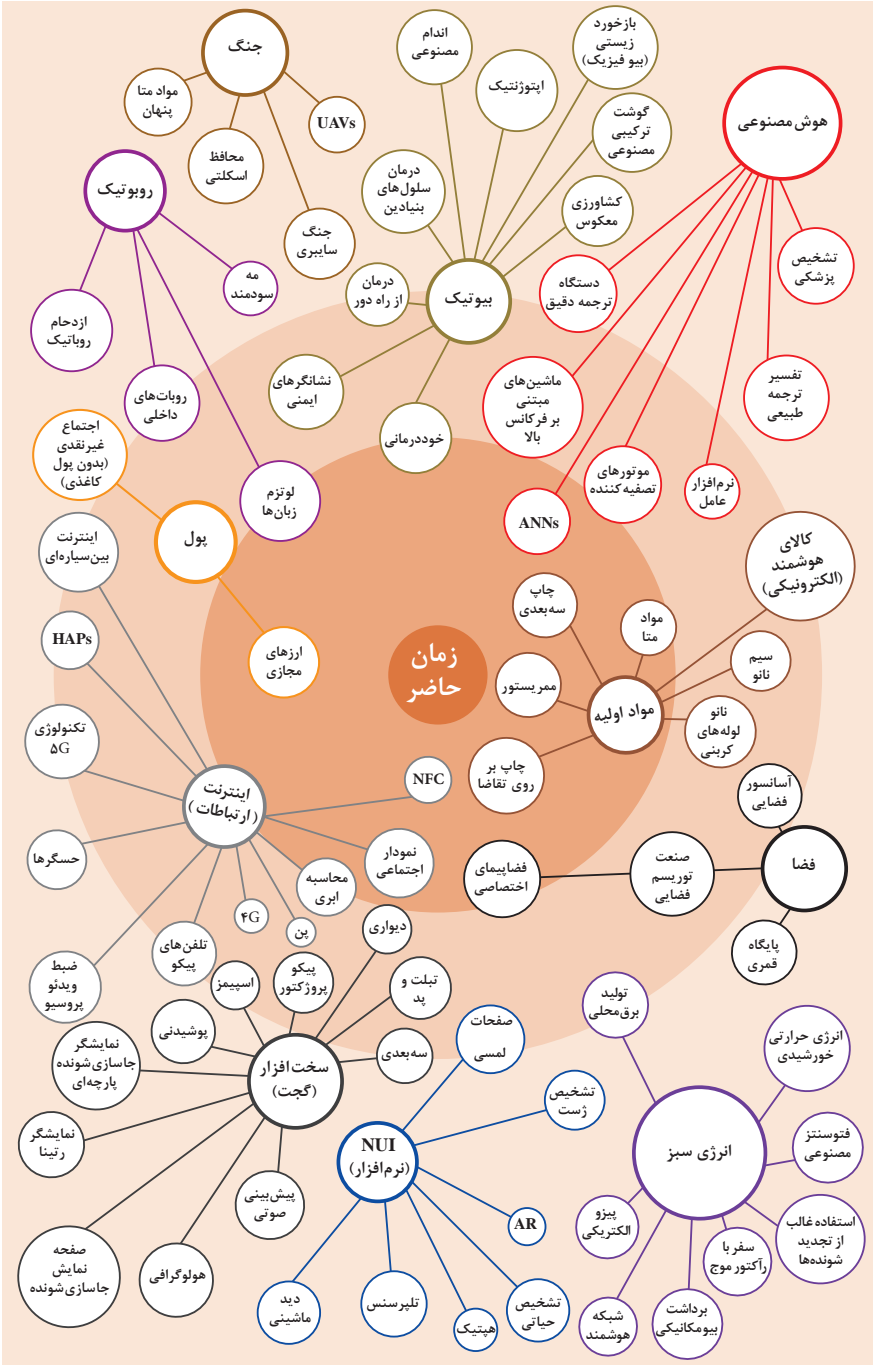 جنگ
مواد متا
پنهان
محافظ
اسکلتی
UAVs
جنگ
سایبری
روبوتیک
ازدحام
روباتیک
روبات‌های
داخلی
مه
سودمند
لوتزم
زبان‌ها
بیوتیک
اندام
مصنوعی
اپتوژنتیک
بازخورد
زیستی
(بیو فیزیک)
گوشت
ترکیبی
مصنوعی
کشاورزی
معکوس
درمان
سلول‌های
بنیادین
درمان
از راه دور
نشانگرهای
ایمنی
خوددرمانی
هوش مصنوعی
تشخیص
پزشکی
دستگاه
ترجمه دقیق
ماشین‌های
مبتنی
بر فرکانس
بالا
تفسیر
ترجمه
طبیعی
موتورهای
تصفیه‌کننده
نرم‌افزار
عامل
ANNs
پول
اجتماع
غیرنقدی
(بدون پول
کاغذی)
ارزهای
مجازی
زمان
حاضر
مواد اولیه
چاپ
سه‌بعدی
مواد
متا
کالای
هوشمند
(الکترونیکی)
سیم
نانو
نانو
لوله‌های
کربنی
ممریستور
چاپ بر
روی تقاضا
اینترنت
(ارتباطات)
اینترنت
بین‌سیاره‌ای
HAPs
تکنولوژی
۵G
حسگرها
ضبط
ویدئو
پروسیو
تلفن‌های
پیکو
۴G
پن
محاسبه
ابری
نمودار
اجتماعی
NFC
فضا
آسانسور
فضایی
صنعت
توریسم
فضایی
فضاپیمای
اختصاصی
پایگاه
قمری
سخت‌افزار
(گجت)
دیواری
پیکو
پروژکتور
اسپیمز
تبلت و
پد
پوشیدنی
سه‌بعدی
نمایشگر
جاسازی‌شونده
پارچه‌ای
نمایشگر
رتینا
صفحه
نمایش
جاسازی‌شونده
هولوگرافی
پیش‌بینی
صوتی
NUI
(نرم‌افزار)
صفحات
لمسی
تشخیص
ژست
AR
تشخیص
حیاتی
هپتیک
تلپرسنس
دید
ماشینی
انرژی سبز
تولید
برق‌محلی
انرژی حرارتی
خورشیدی
فتوسنتز
مصنوعی
استفاده غالب
از تجدید
شونده‌ها
سفر با
رآکتور موج
برداشت
بیومکانیکی
شبکه
هوشمند
پیزو
الکتریکی